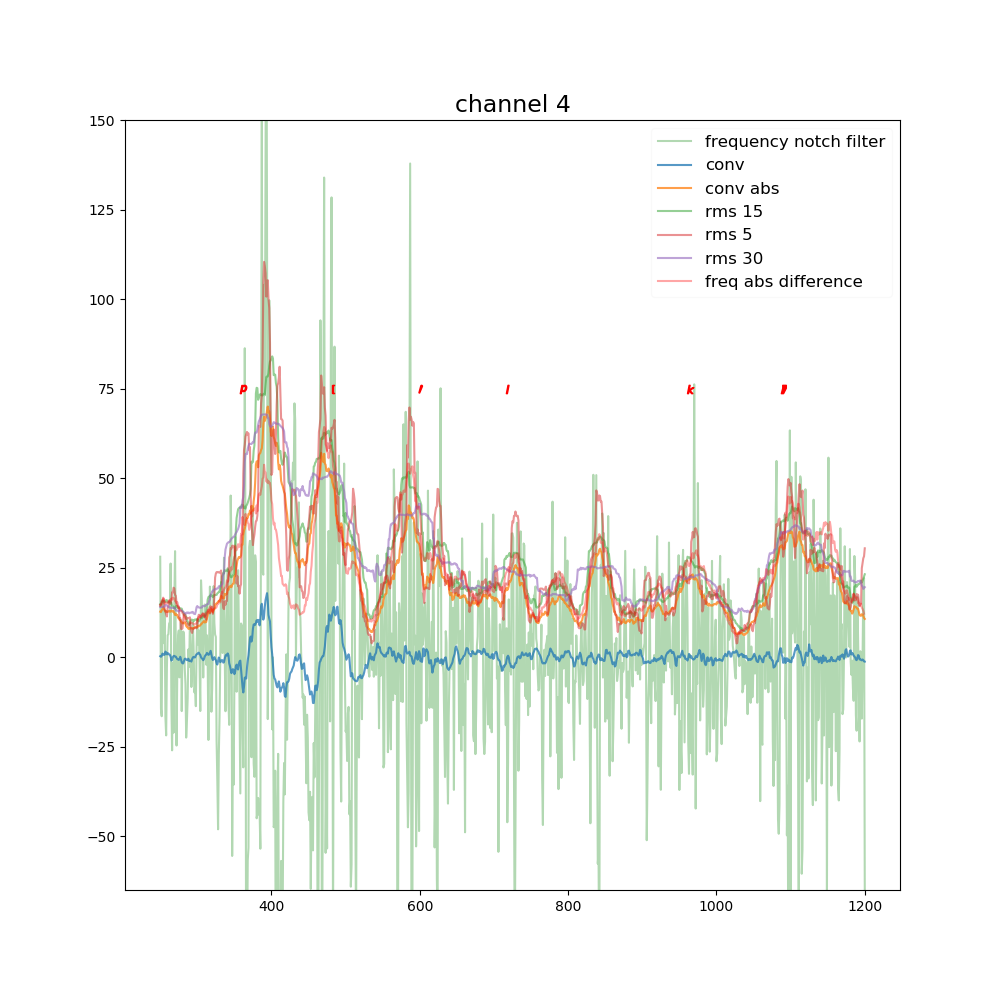 channel 4
150
125
100
75
50
25
0
−25
−50
400 600 800 1000 1200
frequency notch filter
conv
conv abs
rms 15
rms 5
rms 30
freq abs difference
p l k